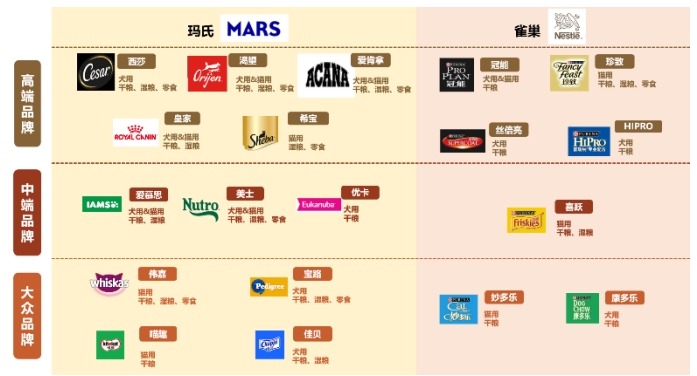 玛氏 MARS
雀巢 Nestlé
高端品牌
Cesar
西莎
犬用
干粮、湿粮、零食
Orijen
渴望
犬用&猫用
干粮、湿粮、零食
ACANA
爱肯拿
犬用&猫用
干粮、湿粮、零食
ROYAL CANIN
皇家
犬用&猫用
干粮、湿粮
Sheba
希宝
猫用
湿粮、零食
PRO PLAN
冠能
冠能
犬用&猫用
干粮
Fancy Feast
珍致
珍致
猫用
干粮、湿粮、零食
SUPERCOAT
丝倍亮
犬用
干粮
PURINA
HIPRO
HIPRO
犬用
干粮
中端品牌
IAMS
爱慕思
犬用&猫用
干粮、湿粮
Nutro
美士
犬用&猫用
干粮、湿粮、零食
Eukanuba
优卡
犬用
干粮
Friskies
喜跃
猫用
干粮、湿粮
大众品牌
whiskas
伟嘉
猫用
干粮、湿粮、零食
Pedigree
宝路
犬用
干粮、湿粮、零食
喵趣
猫用
干粮
Chappi
佳贝
犬用
干粮、湿粮
PURINA
Cat
妙多乐
妙多乐
猫用
干粮
PURINA
DOG
CHOW
康多乐
康多乐
犬用
干粮